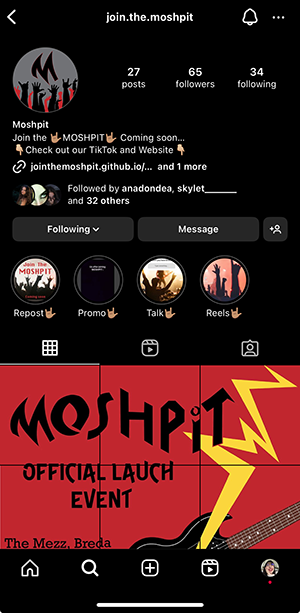 join.the.moshpit
27 65 34
posts followers following
Moshpit
Join the 🤟🏼MOSHPIT🤟🏼 Coming soon...
👇🏼Check out our TikTok and Website 👇🏼
jointhemoshpit.github.io/... and 1 more
Followed by anadondea, skylet_______
and 32 others
Following Message
Join The
MOSHPIT
Repost🤟🏼 Promo🤟🏼 Talk🤟🏼 Reels🤟🏼
MOSHPiT
OFFICIAL LAUCH
EVENT
The Mezz, Breda